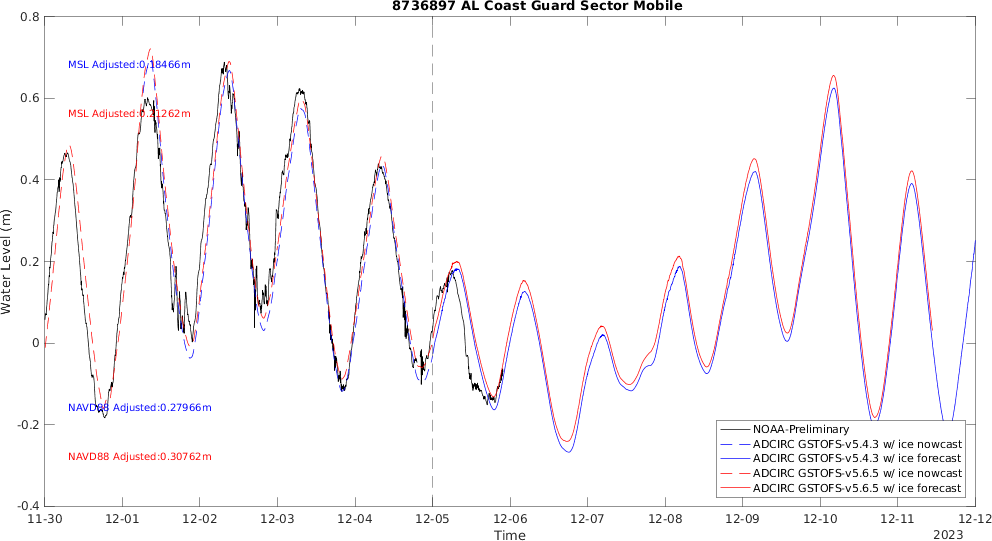 8736897 AL Coast Guard Sector Mobile
0.8
0.6
0.4
0.2
0
-0.2
-0.4
Water Level (m)
MSL Adjusted:0.18466m
MSL Adjusted:0.21262m
NAVD88 Adjusted:0.27966m
NAVD88 Adjusted:0.30762m
NOAA-Preliminary
ADCIRC GSTOFS-v5.4.3 w/ ice nowcast
ADCIRC GSTOFS-v5.4.3 w/ ice forecast
ADCIRC GSTOFS-v5.6.5 w/ ice nowcast
ADCIRC GSTOFS-v5.6.5 w/ ice forecast
11-30 12-01 12-02 12-03 12-04 12-05 12-06 12-07 12-08 12-09 12-10 12-11 12-12
Time
2023